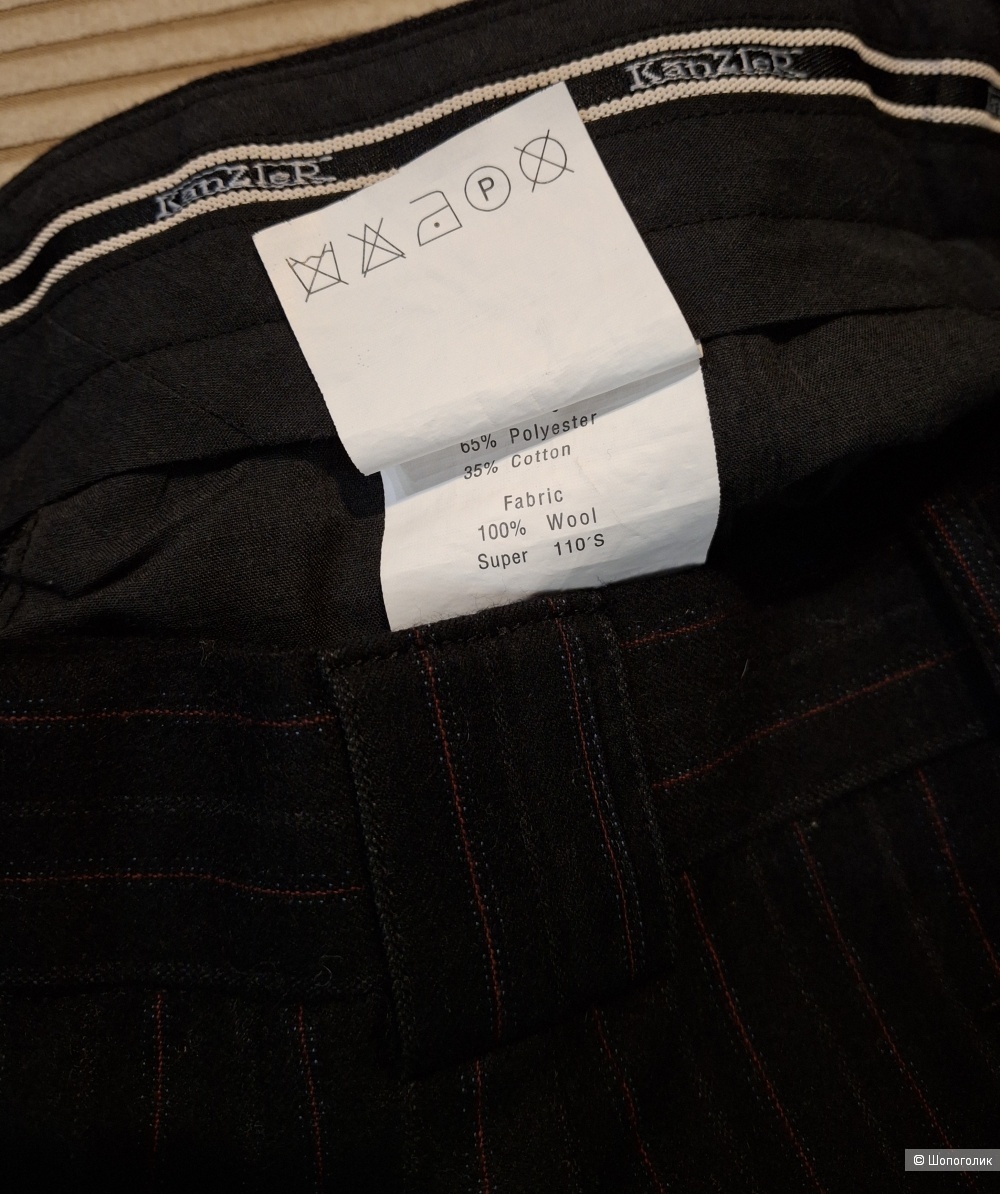 KanZleR
KanZleR
P
65% Polyester
35% Cotton
Fabric
100% Wool
Super 110´S
© Шопоголик